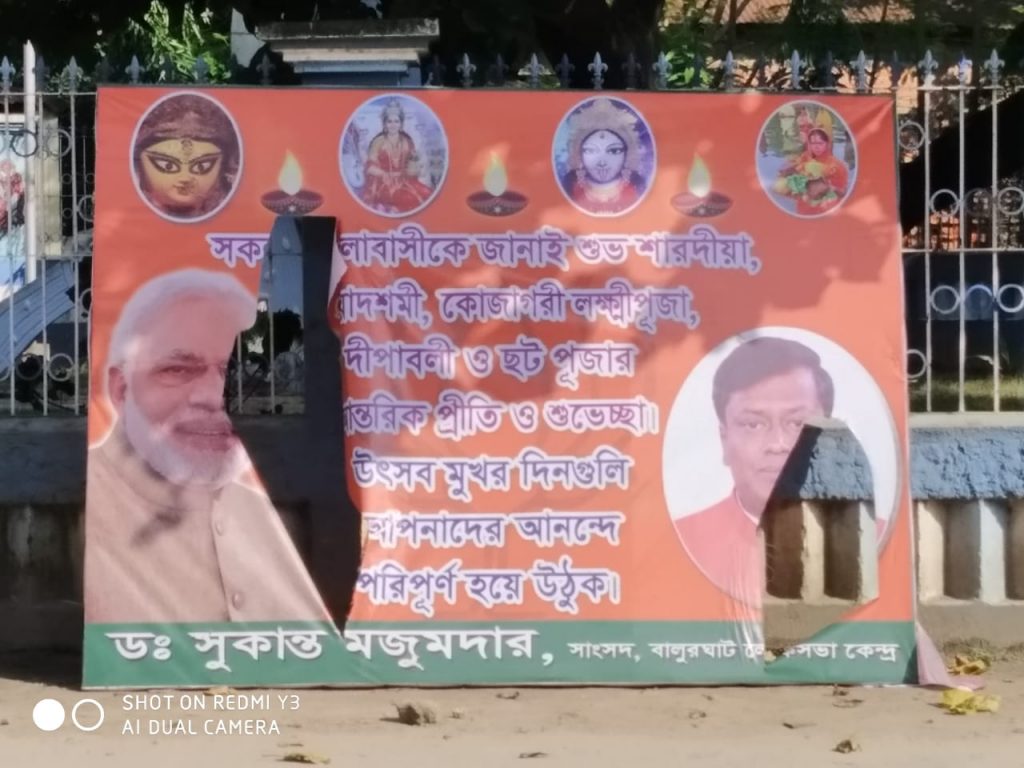 জানাই শুভ শারদীয়া,
কোজাগরী লক্ষ্মীপূজা,
দীপাবলী ও ছট পূজার
প্রীতি ও শুভেচ্ছা।
উৎসব মুখর দিনগুলি
আপনাদের আনন্দে
পরিপূর্ণ হয়ে উঠুক।
ডঃ সুকান্ত মজুমদার, সাংসদ, বালুরঘাট কেন্দ্র
SHOT ON REDMI Y3
AI DUAL CAMERA